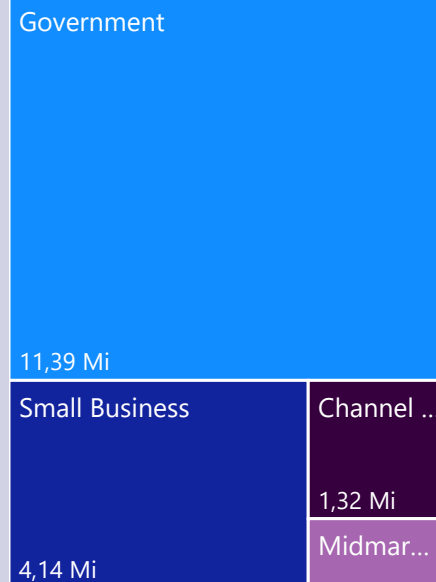 Government
11,39 Mi
Small Business
4,14 Mi
Channel ...
1,32 Mi
Midmar...